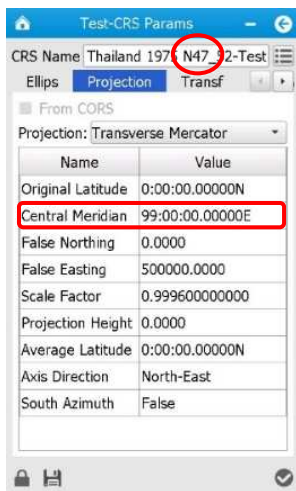 Test-CRS Params
CRS Name Thailand 1975 N47_92-Test
Ellips Projection Transf
From CORS
Projection: Transverse Mercator
Name Value
Original Latitude 0:00:00.00000N
Central Meridian 99:00:00.00000E
False Northing 0.0000
False Easting 500000.0000
Scale Factor 0.999600000000
Projection Height 0.0000
Average Latitude 0:00:00.00000N
Axis Direction North-East
South Azimuth False